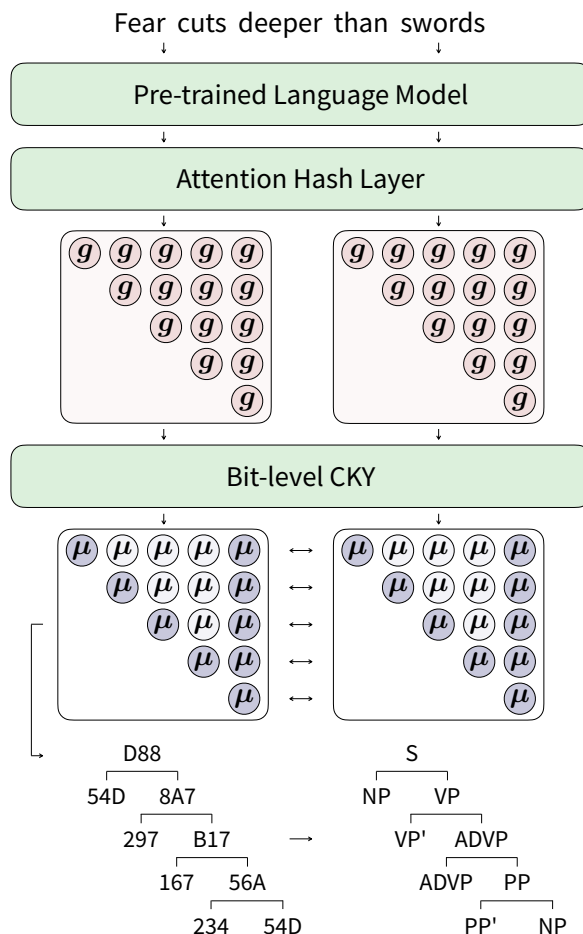 Fear cuts deeper than swords
Pre-trained Language Model
Attention Hash Layer
g g g g g g g g g g
g g g g g g g g
g g g g g g
g g g g
g g
Bit-level CKY
μ μ μ μ μ μ μ μ μ μ
μ μ μ μ μ μ μ μ
μ μ μ μ μ μ
μ μ μ μ
μ μ
D88 S
54D 8A7 NP VP
297 B17 VP' ADVP
167 56A ADVP PP
234 54D PP' NP